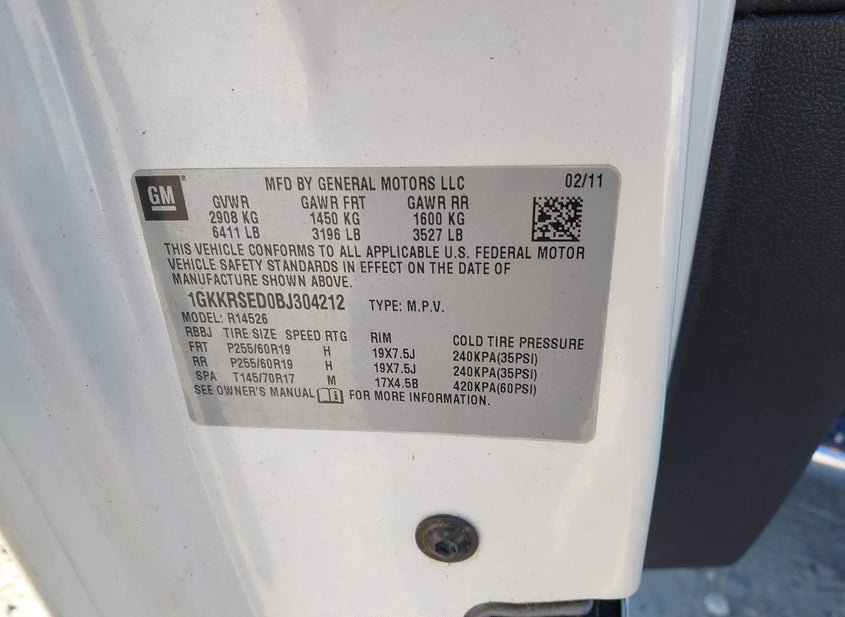 GM
MFD BY GENERAL MOTORS LLC 02/11
GVWR GAWR FRT GAWR RR
2908 KG 1450 KG 1600 KG
6411 LB 3196 LB 3527 LB
THIS VEHICLE CONFORMS TO ALL APPLICABLE U.S. FEDERAL MOTOR
VEHICLE SAFETY STANDARDS IN EFFECT ON THE DATE OF
MANUFACTURE SHOWN ABOVE.
1GKKRSED0BJ304212 TYPE: M.P.V.
MODEL: R14526
RBBJ TIRE SIZE SPEED RTG RIM COLD TIRE PRESSURE
FRT P255/60R19 H 19X7.5J 240KPA(35PSI)
RR P255/60R19 H 19X7.5J 240KPA(35PSI)
SPA T145/70R17 M 17X4.5B 420KPA(60PSI)
SEE OWNER'S MANUAL FOR MORE INFORMATION.